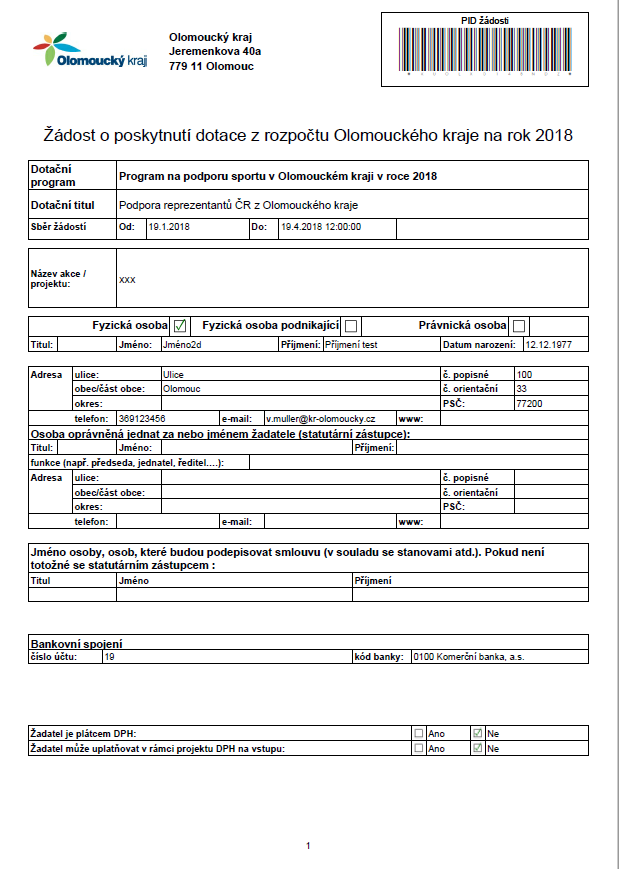 Olomoucký kraj
Olomoucký kraj
Jeremenkova 40a
779 11 Olomouc
PID žádosti
Žádost o poskytnutí dotace z rozpočtu Olomouckého kraje na rok 2018
Dotační program Program na podporu sportu v Olomouckém kraji v roce 2018
Dotační titul Podpora reprezentantů ČR z Olomouckého kraje
Sběr žádostí Od: 19.1.2018 Do: 19.4.2018 12:00:00
Název akce / projektu: xxx
Fyzická osoba Fyzická osoba podnikající Právnická osoba
Titul: Jméno: Jméno2d Příjmení: Příjmení test Datum narození: 12.12.1977
Adresa ulice: Ulice č. popisné 100
obec/část obce: Olomouc č. orientační 33
okres: PSČ: 77200
telefon: 369123456 e-mail: v.muller@kr-olomoucky.cz www:
Osoba oprávněná jednat za nebo jménem žadatele (statutární zástupce):
Titul: Jméno: Příjmení:
funkce (např. předseda, jednatel, ředitel....):
Adresa ulice: č. popisné
obec/část obce: č. orientační
okres: PSČ:
telefon: e-mail: www:
Jméno osoby, osob, které budou podepisovat smlouvu (v souladu se stanovami atd.). Pokud není
totožné se statutárním zástupcem :
Titul Jméno Příjmení
Bankovní spojení
číslo účtu: 19 kód banky: 0100 Komerční banka, a.s.
Žadatel je plátcem DPH: Ano Ne
Žadatel může uplatňovat v rámci projektu DPH na vstupu: Ano Ne
1